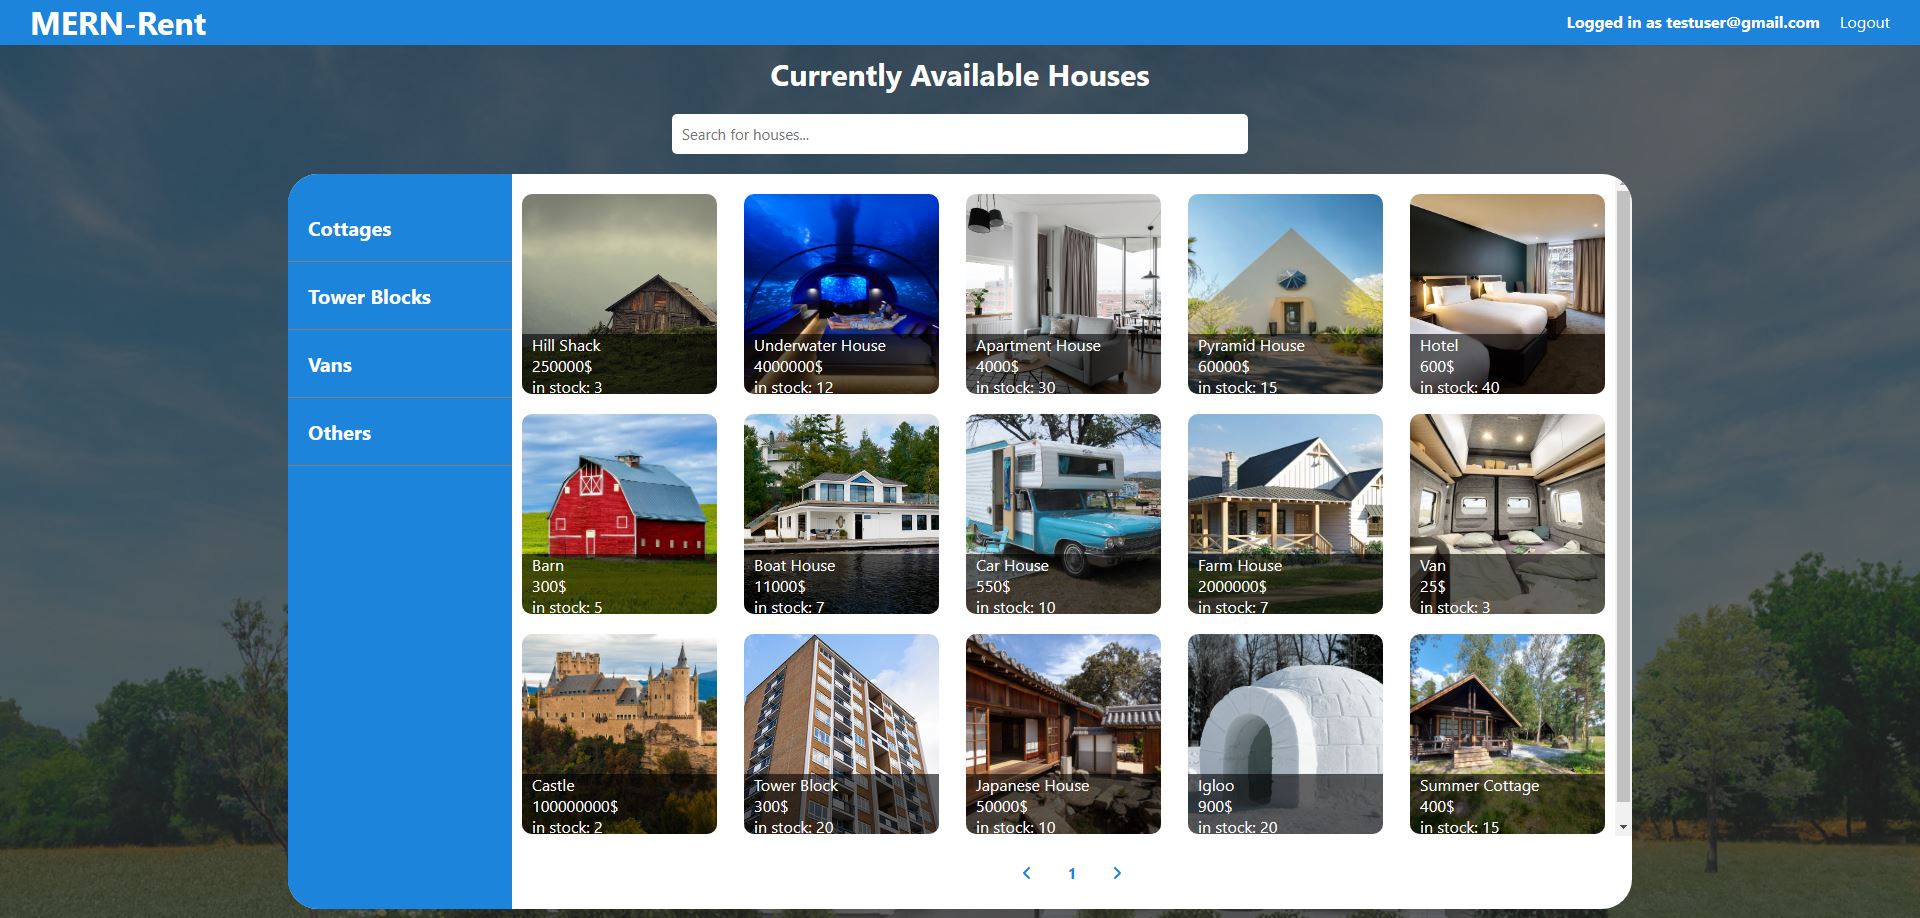 MERN-Rent
Logged in as testuser@gmail.com Logout
Currently Available Houses
Search for houses...
Cottages
Tower Blocks
Vans
Others
Hill Shack
250000$
in stock: 3
Underwater House
4000000$
in stock: 12
Apartment House
4000$
in stock: 30
Pyramid House
60000$
in stock: 15
Hotel
600$
in stock: 40
Barn
300$
in stock: 5
Boat House
11000$
in stock: 7
Car House
550$
in stock: 10
Farm House
2000000$
in stock: 7
Van
25$
in stock: 3
Castle
100000000$
in stock: 2
Tower Block
300$
in stock: 20
Japanese House
50000$
in stock: 10
Igloo
900$
in stock: 20
Summer Cottage
400$
in stock: 15
1